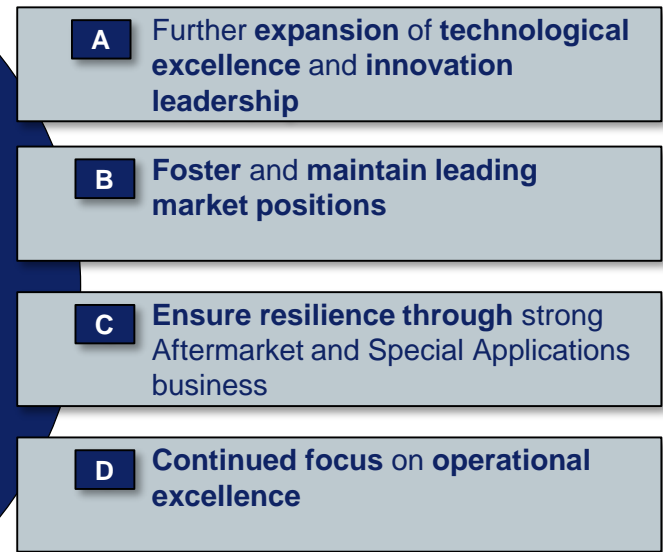 A
Further expansion of technological
excellence and innovation
leadership
B
Foster and maintain leading
market positions
C
Ensure resilience through strong
Aftermarket and Special Applications
business
D
Continued focus on operational
excellence